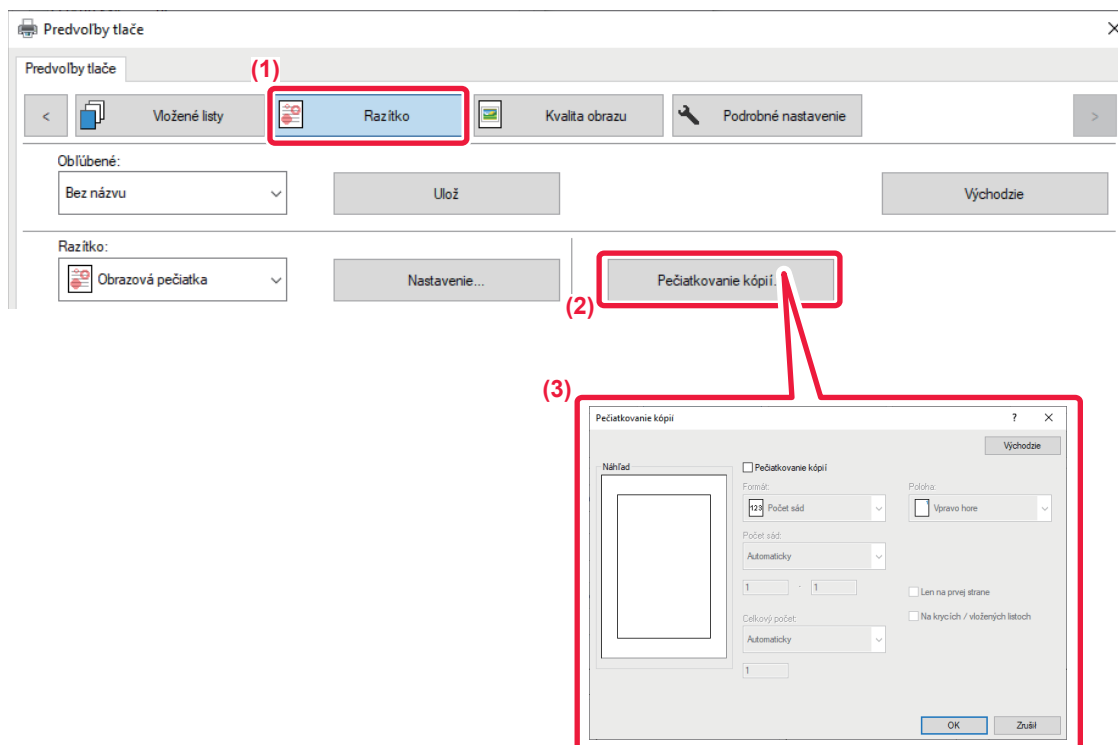 Predvoľby tlače
Predvoľby tlače
(1)
< Vložené listy Razítko Kvalita obrazu Podrobné nastavenie >
Obľúbené:
Bez názvu Ulož Východzie
Razítko:
Obrazová pečiatka Nastavenie... Pečiatkovanie kópií...
(2)
(3)
Pečiatkovanie kópií ?
Východzie
Náhľad Pečiatkovanie kópií
Formát: Poloha:
123 Počet sád Vpravo hore
Počet sád:
Automaticky
1 - 1 Len na prvej strane
Na krycích / vložených listoch
Celkový počet:
Automaticky
1
OK Zrušiť